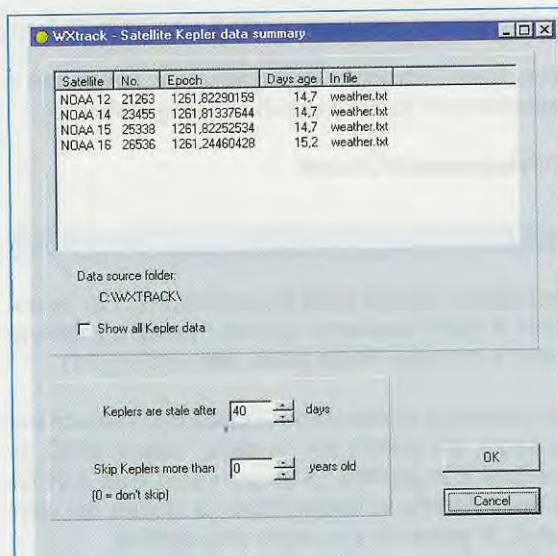 WXtrack - Satellite Kepler data summary
Satellite No. Epoch Days age In file
NOAA 12 21263 1261,82290159 14,7 weather.txt
NOAA 14 23455 1261,81337644 14,7 weather.txt
NOAA 15 25338 1261,82252534 14,7 weather.txt
NOAA 16 26536 1261,24460428 15,2 weather.txt
Data source folder:
C:\WXTRACK\
Show all Kepler data
Keplers are stale after 40 days
Skip Keplers more than 0 years old
(0 = don't skip)
OK
Cancel